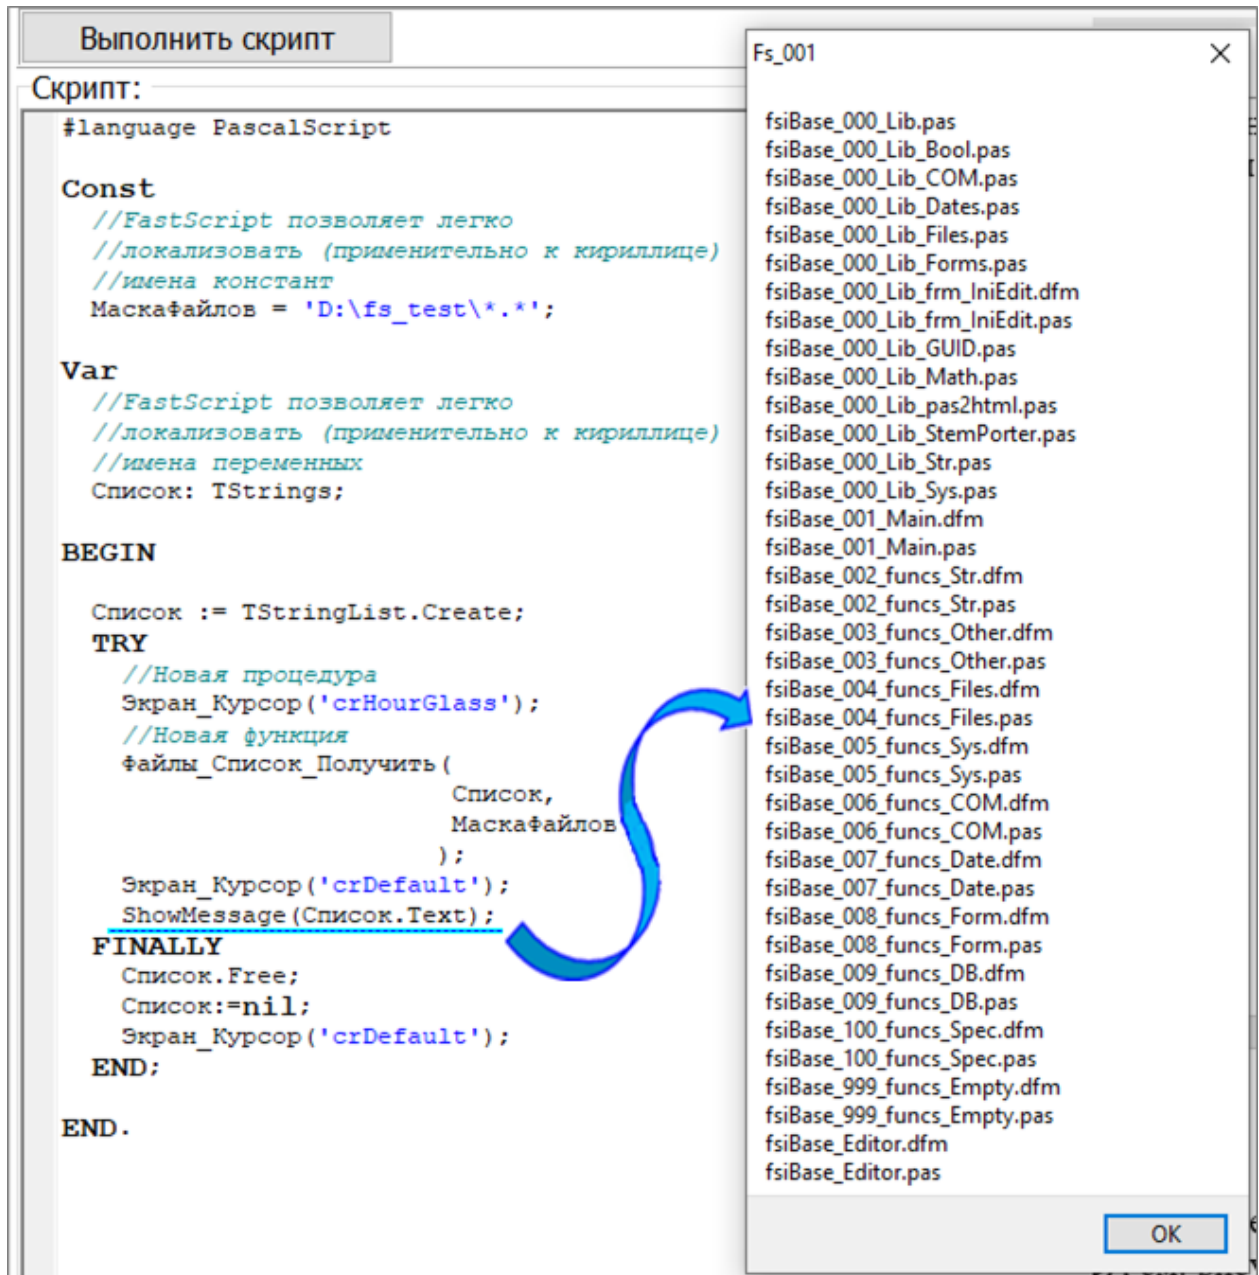 Выполнить скрипт
Скрипт:
#language PascalScript
Const
//FastScript позволяет легко
//локализовать (применительно к кириллице)
//имена констант
МаскаФайлов = 'D:\fs_test\*.*';
Var
//FastScript позволяет легко
//локализовать (применительно к кириллице)
//имена переменных
Список: TStrings;
BEGIN
Список := TStringList.Create;
TRY
//Новая процедура
Экран_Курсор('crHourGlass');
//Новая функция
Файлы_Список_Получить(
Список,
МаскаФайлов
);
Экран_Курсор('crDefault');
ShowMessage(Список.Text);
FINALLY
Список.Free;
Список:=nil;
Экран_Курсор('crDefault');
END;
END.
Fs_001
fsiBase_000_Lib.pas
fsiBase_000_Lib_Bool.pas
fsiBase_000_Lib_COM.pas
fsiBase_000_Lib_Dates.pas
fsiBase_000_Lib_Files.pas
fsiBase_000_Lib_Forms.pas
fsiBase_000_Lib_frm_IniEdit.dfm
fsiBase_000_Lib_frm_IniEdit.pas
fsiBase_000_Lib_GUID.pas
fsiBase_000_Lib_Math.pas
fsiBase_000_Lib_pas2html.pas
fsiBase_000_Lib_StemPorter.pas
fsiBase_000_Lib_Str.pas
fsiBase_000_Lib_Sys.pas
fsiBase_001_Main.dfm
fsiBase_001_Main.pas
fsiBase_002_funcs_Str.dfm
fsiBase_002_funcs_Str.pas
fsiBase_003_funcs_Other.dfm
fsiBase_003_funcs_Other.pas
fsiBase_004_funcs_Files.dfm
fsiBase_004_funcs_Files.pas
fsiBase_005_funcs_Sys.dfm
fsiBase_005_funcs_Sys.pas
fsiBase_006_funcs_COM.dfm
fsiBase_006_funcs_COM.pas
fsiBase_007_funcs_Date.dfm
fsiBase_007_funcs_Date.pas
fsiBase_008_funcs_Form.dfm
fsiBase_008_funcs_Form.pas
fsiBase_009_funcs_DB.dfm
fsiBase_009_funcs_DB.pas
fsiBase_100_funcs_Spec.dfm
fsiBase_100_funcs_Spec.pas
fsiBase_999_funcs_Empty.dfm
fsiBase_999_funcs_Empty.pas
fsiBase_Editor.dfm
fsiBase_Editor.pas
OK